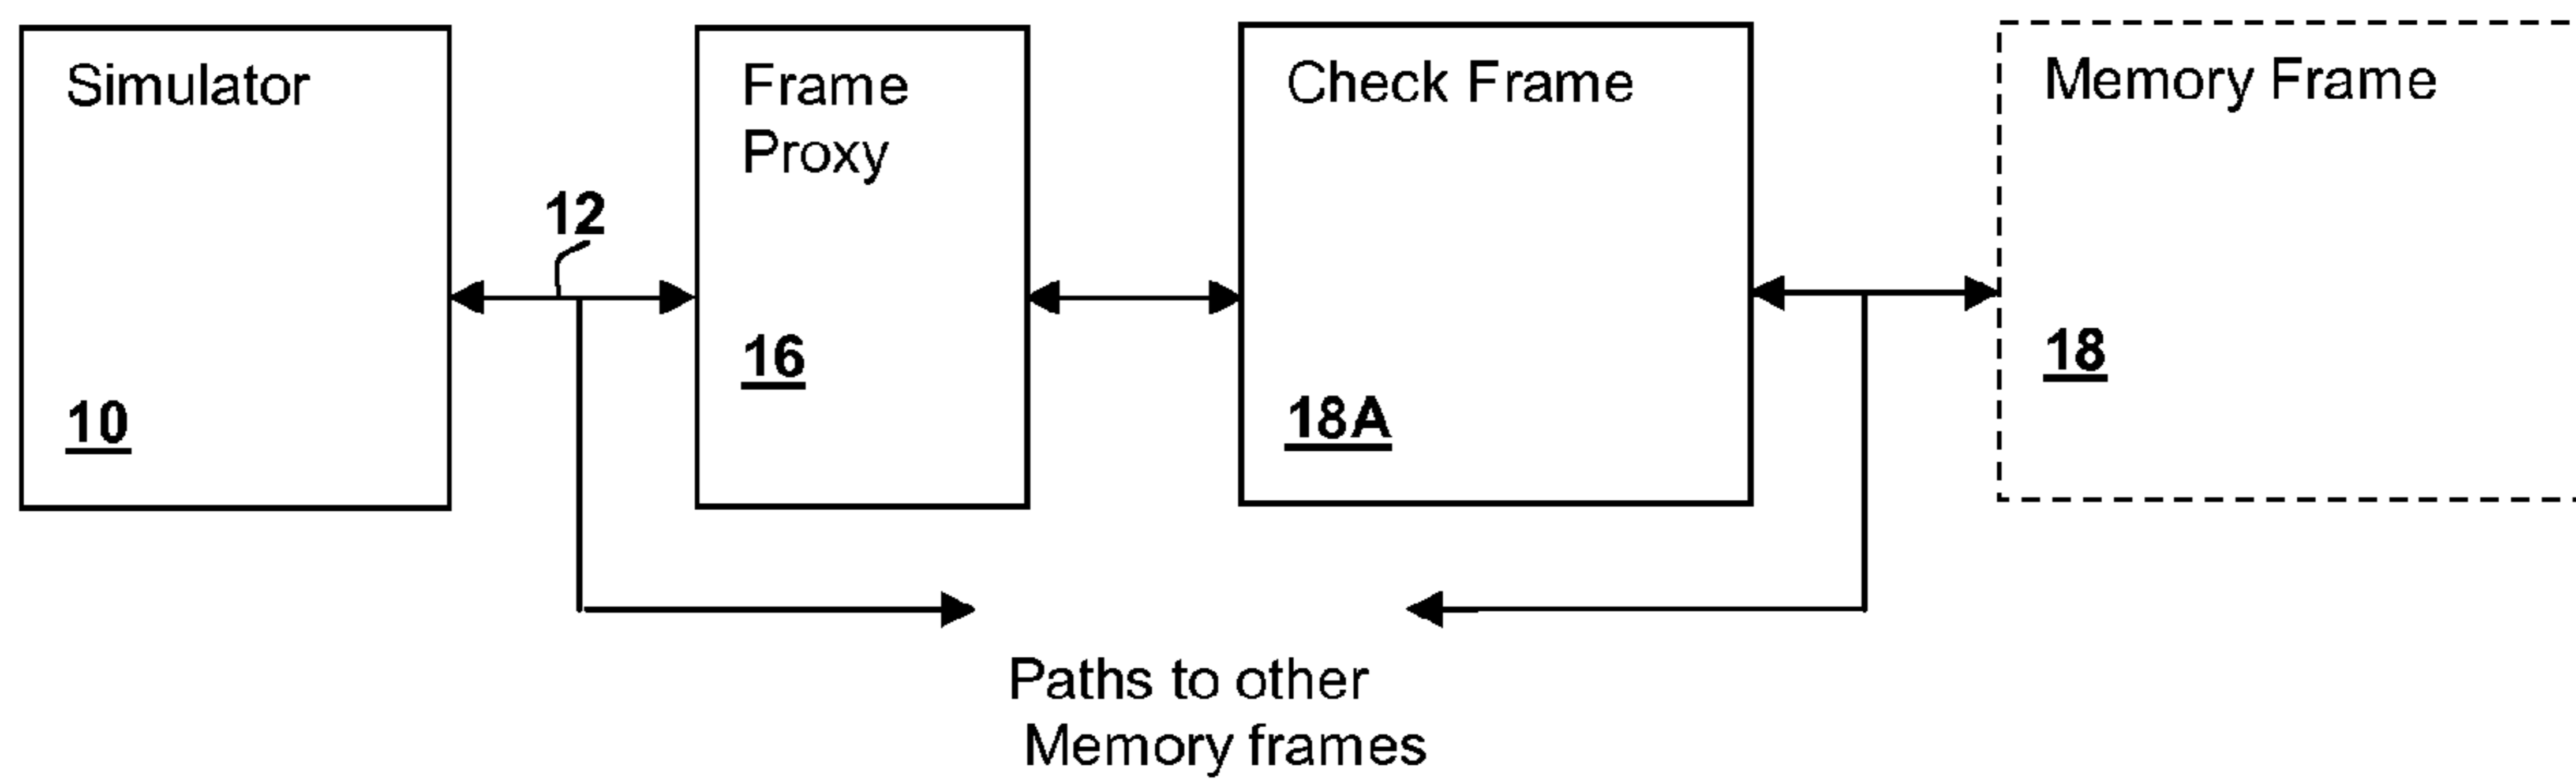 Simulator
10
12
Frame
Proxy
16
Check Frame
18A
Memory Frame
18
Paths to other
Memory frames